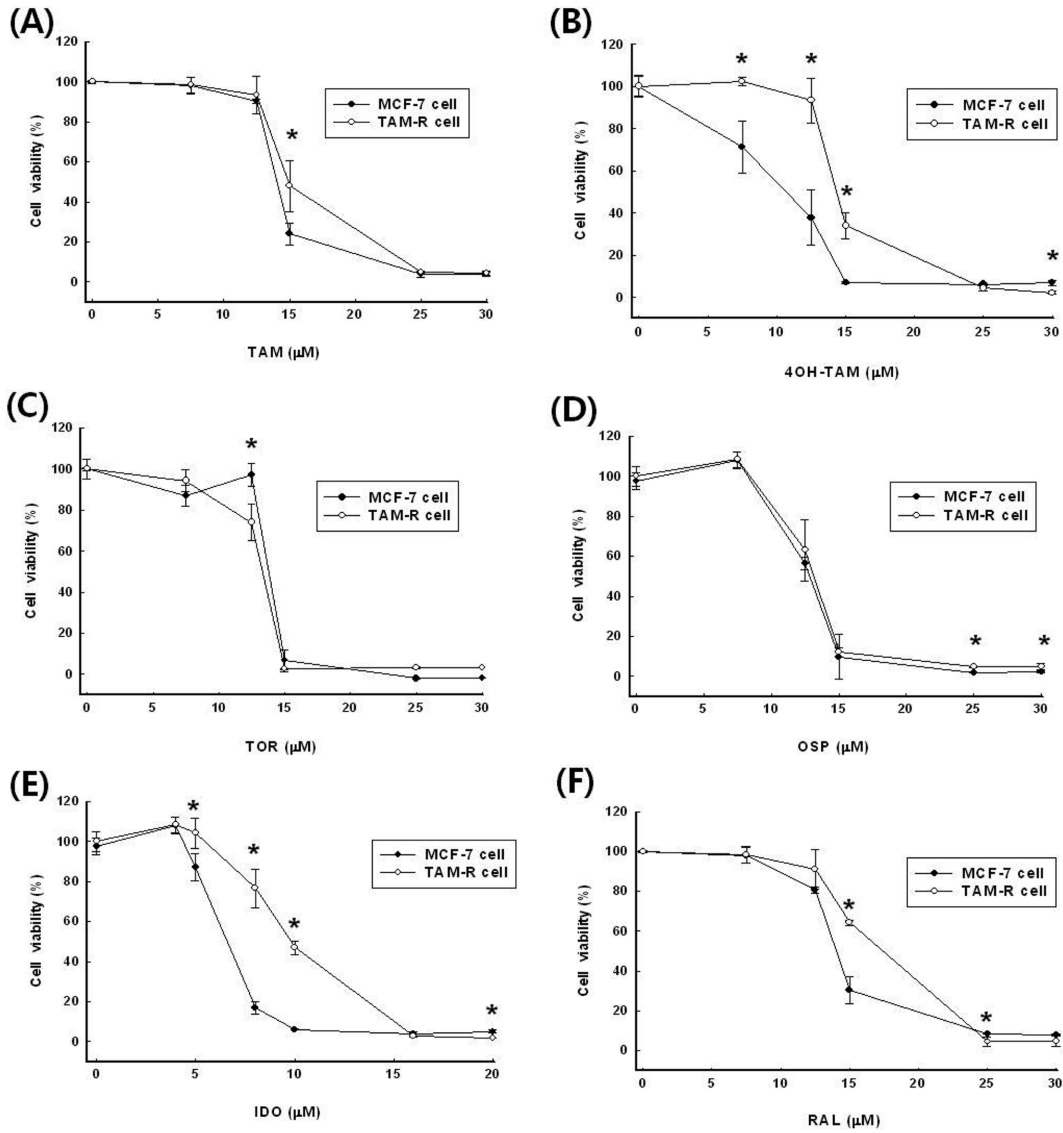 (A)
120
100
80
60
40
20
0
Cell viability (%)
*
MCF-7 cell
TAM-R cell
0 5 10 15 20 25 30
TAM (μM)
(B)
120
100
80
60
40
20
0
Cell viability (%)
* * * *
MCF-7 cell
TAM-R cell
0 5 10 15 20 25 30
4OH-TAM (μM)
(C)
120
100
80
60
40
20
0
Cell viability (%)
*
MCF-7 cell
TAM-R cell
0 5 10 15 20 25 30
TOR (μM)
(D)
120
100
80
60
40
20
0
Cell viability (%)
* *
MCF-7 cell
TAM-R cell
0 5 10 15 20 25 30
OSP (μM)
(E)
120
100
80
60
40
20
0
Cell viability (%)
* * * *
MCF-7 cell
TAM-R cell
0 5 10 15 20
IDO (μM)
(F)
120
100
80
60
40
20
0
Cell viability (%)
* *
MCF-7 cell
TAM-R cell
0 5 10 15 20 25 30
RAL (μM)